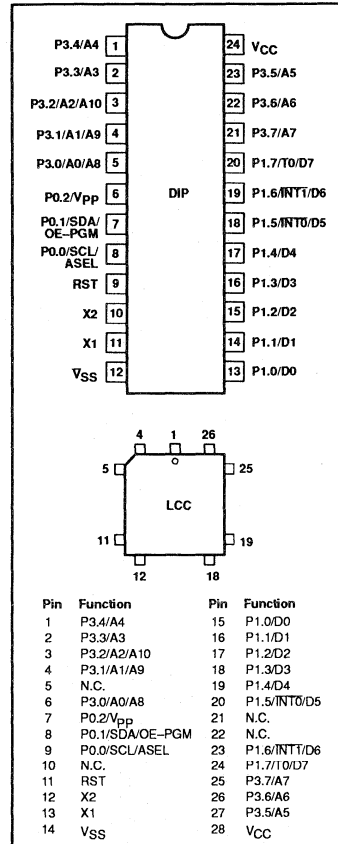 P3.4/A4 1 24 VCC
P3.3/A3 2 23 P3.5/A5
P3.2/A2/A10 3 22 P3.6/A6
P3.1/A1/A9 4 21 P3.7/A7
P3.0/A0/A8 5 20 P1.7/T0/D7
P0.2/VPP 6 DIP 19 P1.6/INT1/D6
P0.1/SDA/
OE–PGM 7 18 P1.5/INT0/D5
P0.0/SCL/
ASEL 8 17 P1.4/D4
RST 9 16 P1.3/D3
X2 10 15 P1.2/D2
X1 11 14 P1.1/D1
VSS 12 13 P1.0/D0
4 1 26
5 25
LCC
11 19
12 18
Pin Function Pin Function
1 P3.4/A4 15 P1.0/D0
2 P3.3/A3 16 P1.1/D1
3 P3.2/A2/A10 17 P1.2/D2
4 P3.1/A1/A9 18 P1.3/D3
5 N.C. 19 P1.4/D4
6 P3.0/A0/A8 20 P1.5/INT0/D5
7 P0.2/VPP 21 N.C.
8 P0.1/SDA/OE–PGM 22 N.C.
9 P0.0/SCL/ASEL 23 P1.6/INT1/D6
10 N.C. 24 P1.7/T0/D7
11 RST 25 P3.7/A7
12 X2 26 P3.6/A6
13 X1 27 P3.5/A5
14 VSS 28 VCC